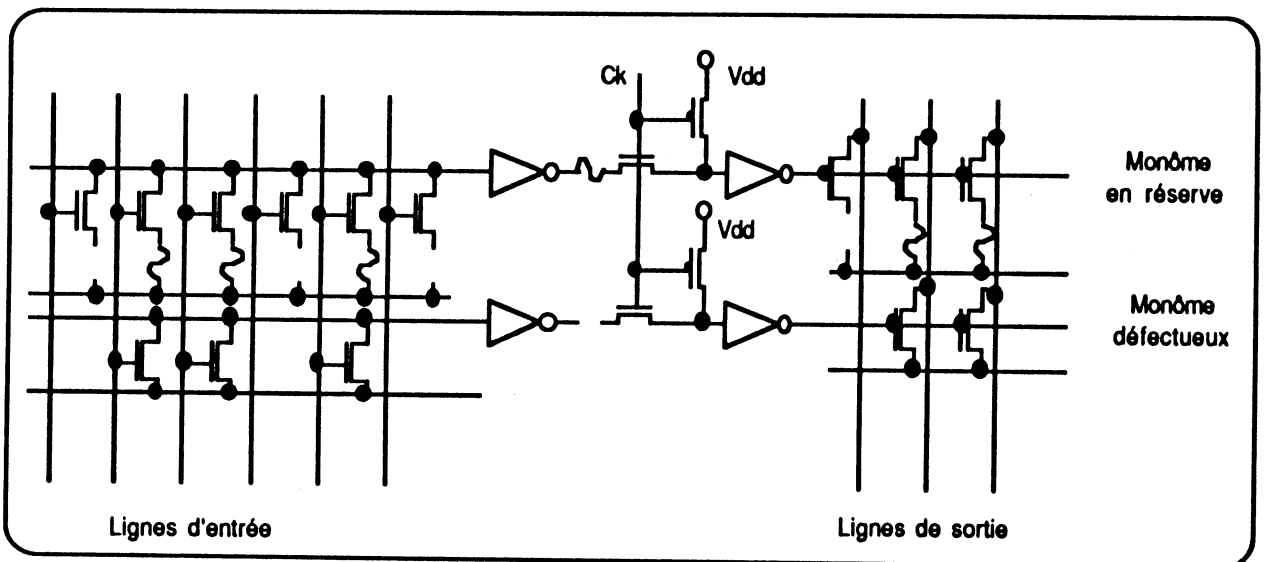 Ck
Vdd
Monôme
en réserve
Vdd
Monôme
défectueux
Lignes d'entrée
Lignes de sortie